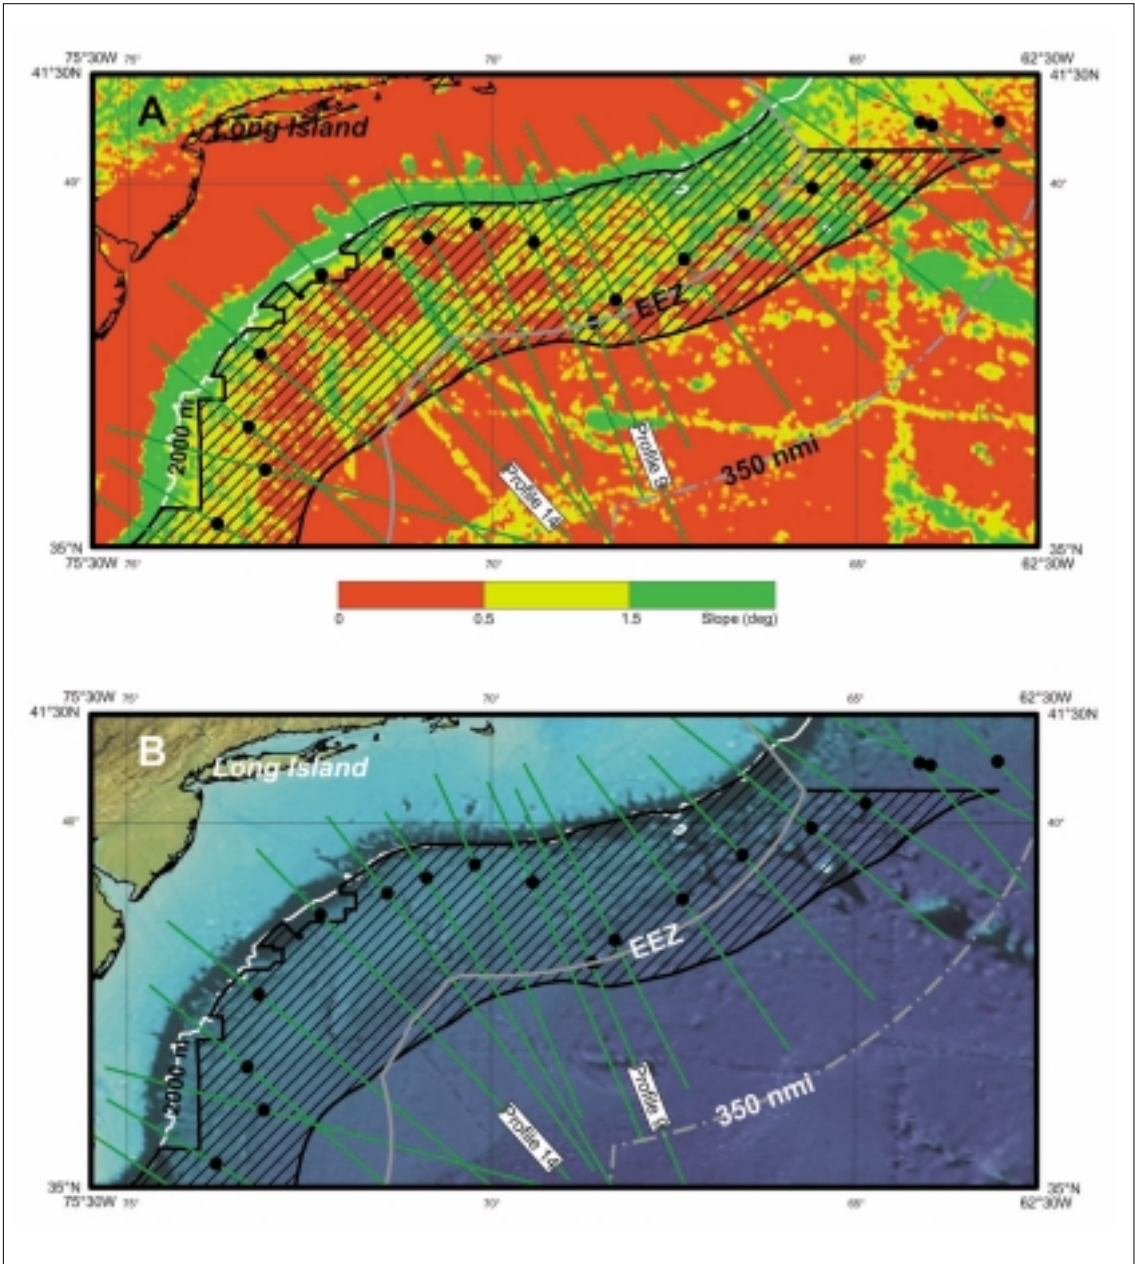 75°30W 75° 70° 65° 62°30W
41°30N 41°30N
A
Long Island
40° 40°
EEZ
2000 m
Profile 9
350 nmi
Profile 14
35°N 35°N
75°30W 75° 70° 65° 62°30W
0 0.5 1.5 Slope (deg)
75°30W 75° 70° 65° 62°30W
41°30N 41°30N
B
Long Island
40° 40°
EEZ
2000 m
Profile 9
350 nmi
Profile 14
35°N 35°N
75°30W 75° 70° 65° 62°30W